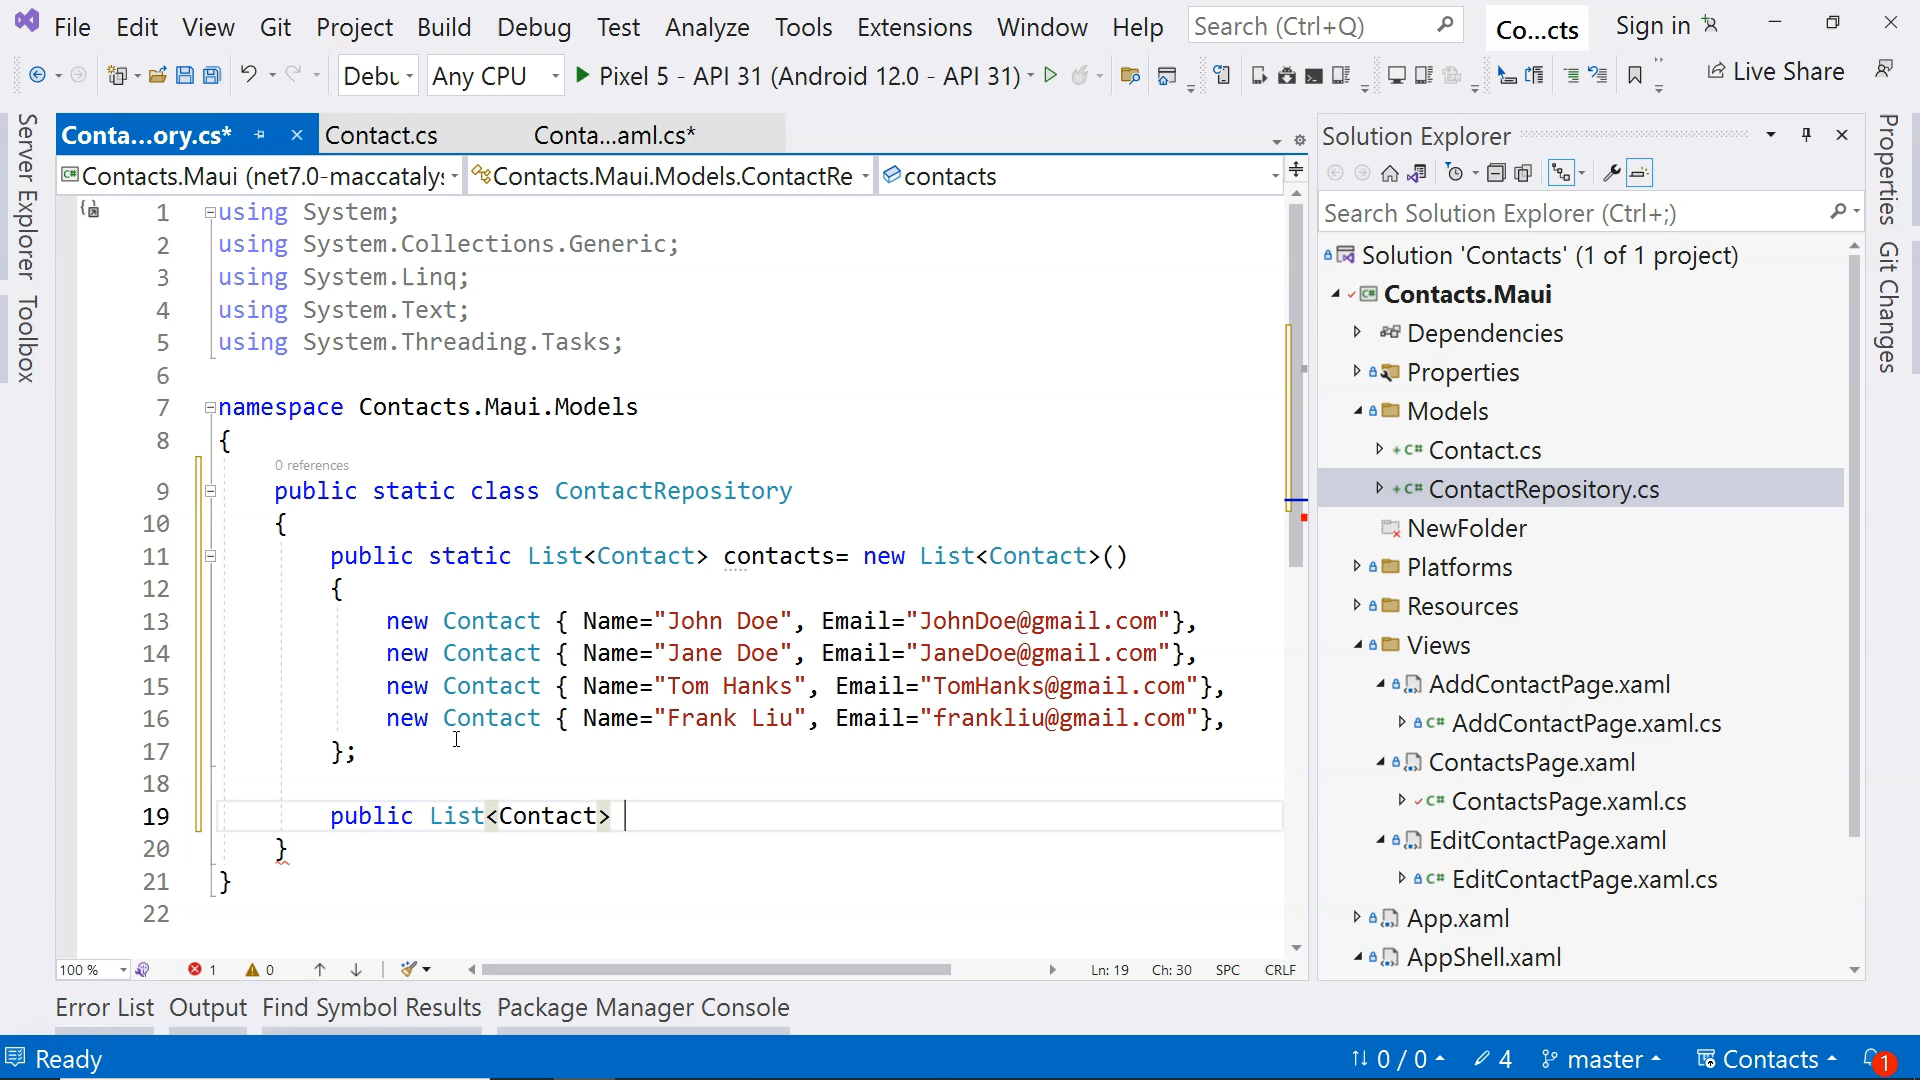 File Edit View Git Project Build Debug Test Analyze Tools Extensions Window Help Search (Ctrl+Q) Co...cts Sign in
Debu Any CPU Pixel 5 - API 31 (Android 12.0 - API 31) Live Share
Server Explorer
Toolbox
Conta...ory.cs* Contact.cs Conta...aml.cs*
Contacts.Maui (net7.0-maccataly Contacts.Maui.Models.ContactRe contacts
1 using System;
2 using System.Collections.Generic;
3 using System.Linq;
4 using System.Text;
5 using System.Threading.Tasks;
6
7 namespace Contacts.Maui.Models
8 {
0 references
9 public static class ContactRepository
10 {
11 public static List<Contact> contacts= new List<Contact>()
12 {
13 new Contact { Name="John Doe", Email="JohnDoe@gmail.com"},
14 new Contact { Name="Jane Doe", Email="JaneDoe@gmail.com"},
15 new Contact { Name="Tom Hanks", Email="TomHanks@gmail.com"},
16 new Contact { Name="Frank Liu", Email="frankliu@gmail.com"},
17 };
18
19 public List<Contact>
20 }
21 }
22
100 % 1 0 Ln: 19 Ch: 30 SPC CRLF
Solution Explorer
Search Solution Explorer (Ctrl+;)
Solution 'Contacts' (1 of 1 project)
Contacts.Maui
Dependencies
Properties
Models
C# Contact.cs
C# ContactRepository.cs
NewFolder
Platforms
Resources
Views
AddContactPage.xaml
C# AddContactPage.xaml.cs
ContactsPage.xaml
C# ContactsPage.xaml.cs
EditContactPage.xaml
C# EditContactPage.xaml.cs
App.xaml
AppShell.xaml
Properties
Git Changes
Error List Output Find Symbol Results Package Manager Console
Ready 0 / 0 4 master Contacts 1